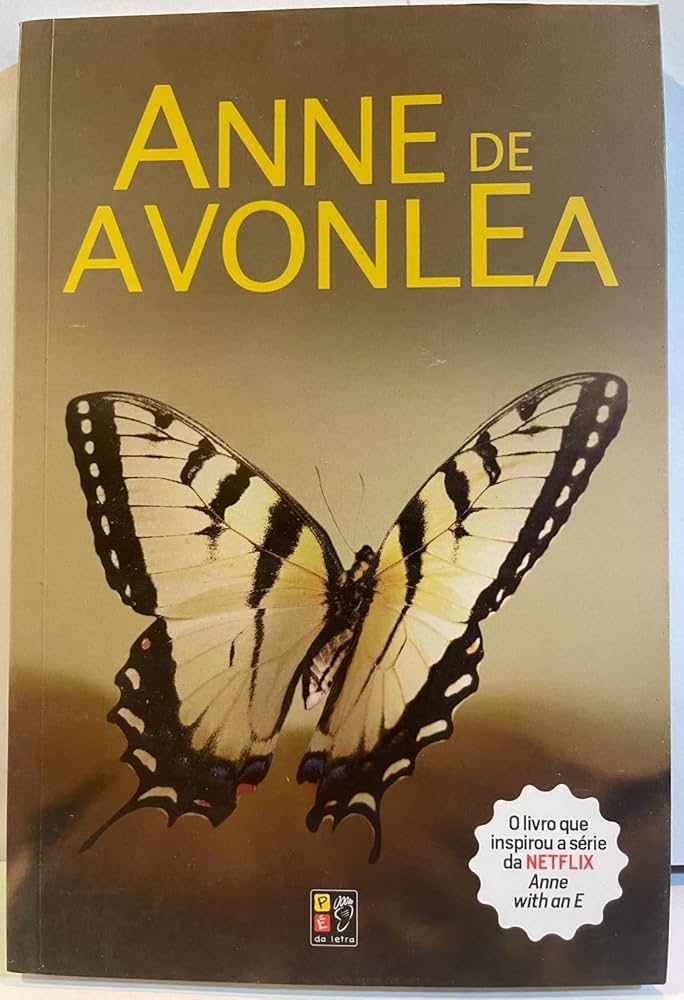 ANNE DE
AVONLEA
O livro que
inspirou a série
da NETFLIX
Anne
with an E
P
É
da letra